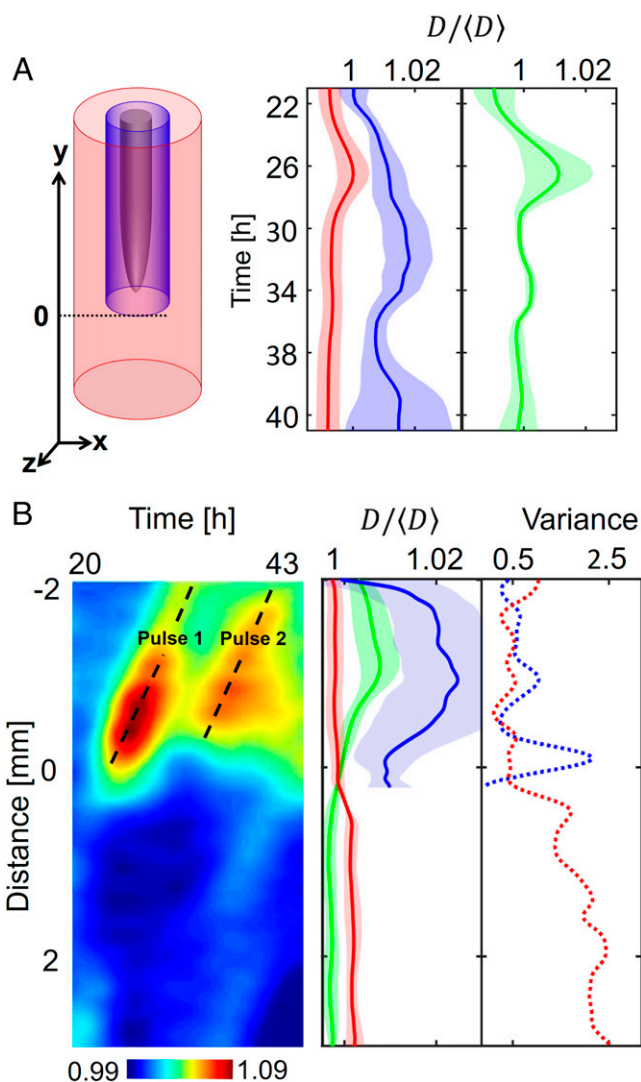 A
D/⟨D⟩
1 1.02 1 1.02
y
0
z x
Time [h]
22
26
30
34
38
40
B
Time [h] D/⟨D⟩ Variance
20 43 1 1.02 0.5 2.5
Distance [mm]
-2
Pulse 1 Pulse 2
0
2
0.99 1.09